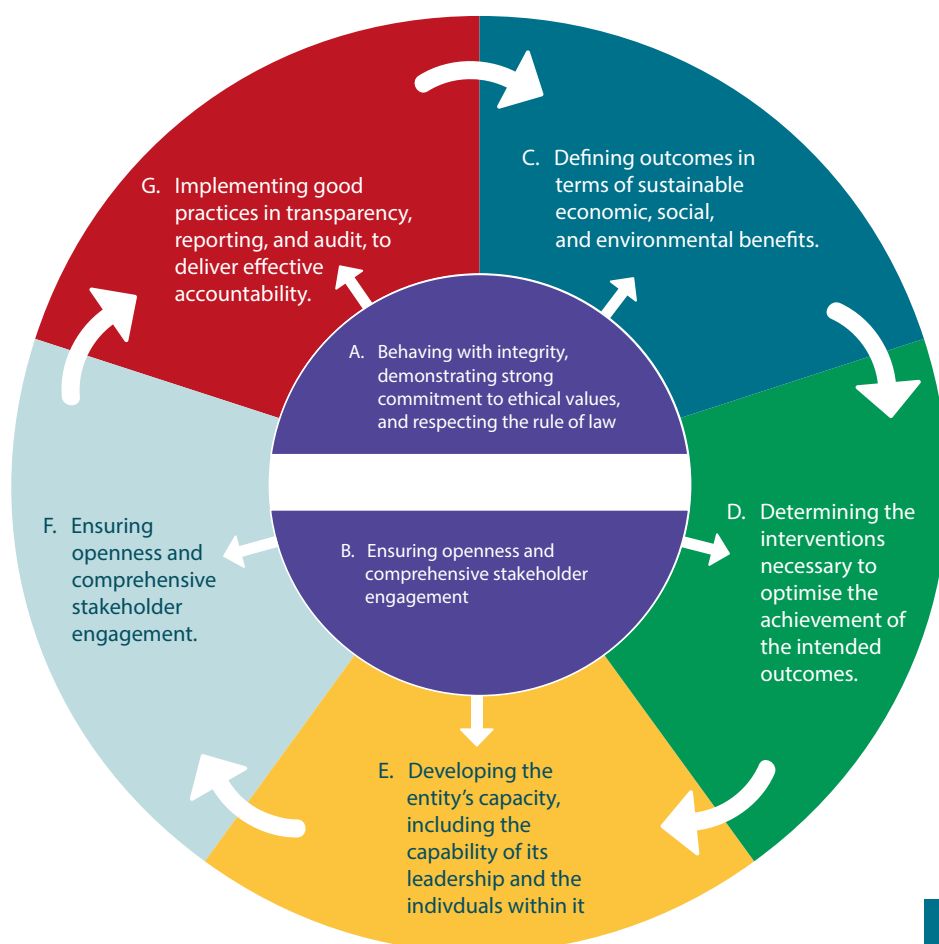 G. Implementing good
practices in transparency,
reporting, and audit, to
deliver effective
accountability.
C. Defining outcomes in
terms of sustainable
economic, social,
and environmental benefits.
A. Behaving with integrity,
demonstrating strong
commitment to ethical values,
and respecting the rule of law
B. Ensuring openness and
comprehensive stakeholder
engagement
D. Determining the
interventions
necessary to
optimise the
achievement of
the intended
outcomes.
E. Developing the
entity’s capacity,
including the
capability of its
leadership and the
indivduals within it
F. Ensuring
openness and
comprehensive
stakeholder
engagement.